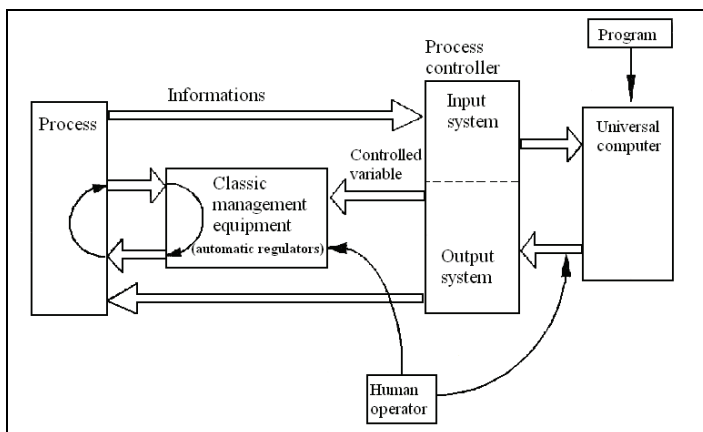 Program
Process
controller
Informations
Input
system
Process
Universal
computer
Controlled
variable
Classic
management
equipment
(automatic regulators)
Output
system
Human
operator